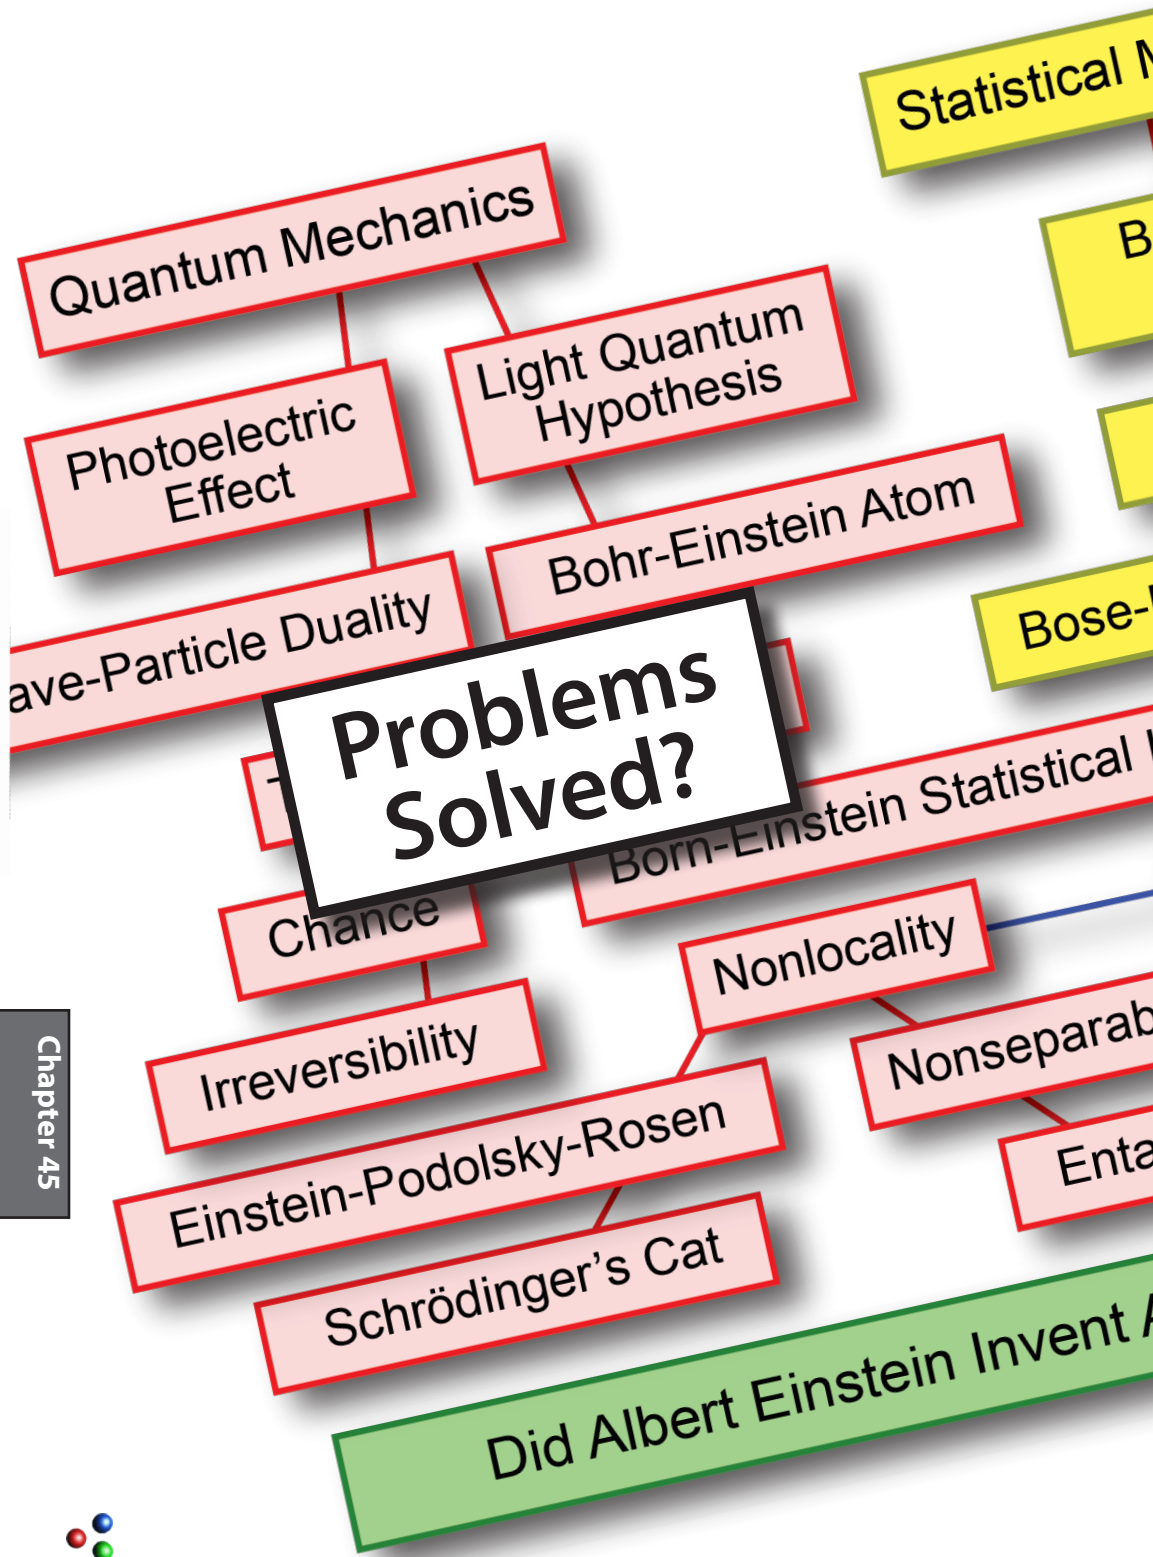 Statistical
Quantum Mechanics
Light Quantum
Hypothesis
Photoelectric
Effect
Bohr-Einstein Atom
ave-Particle Duality
Bose-
Problems
Solved?
Born-Einstein Statistical
Chance
Nonlocality
Irreversibility
Nonseparab
Einstein-Podolsky-Rosen
Enta
Schrödinger’s Cat
Did Albert Einstein Invent
Chapter 45